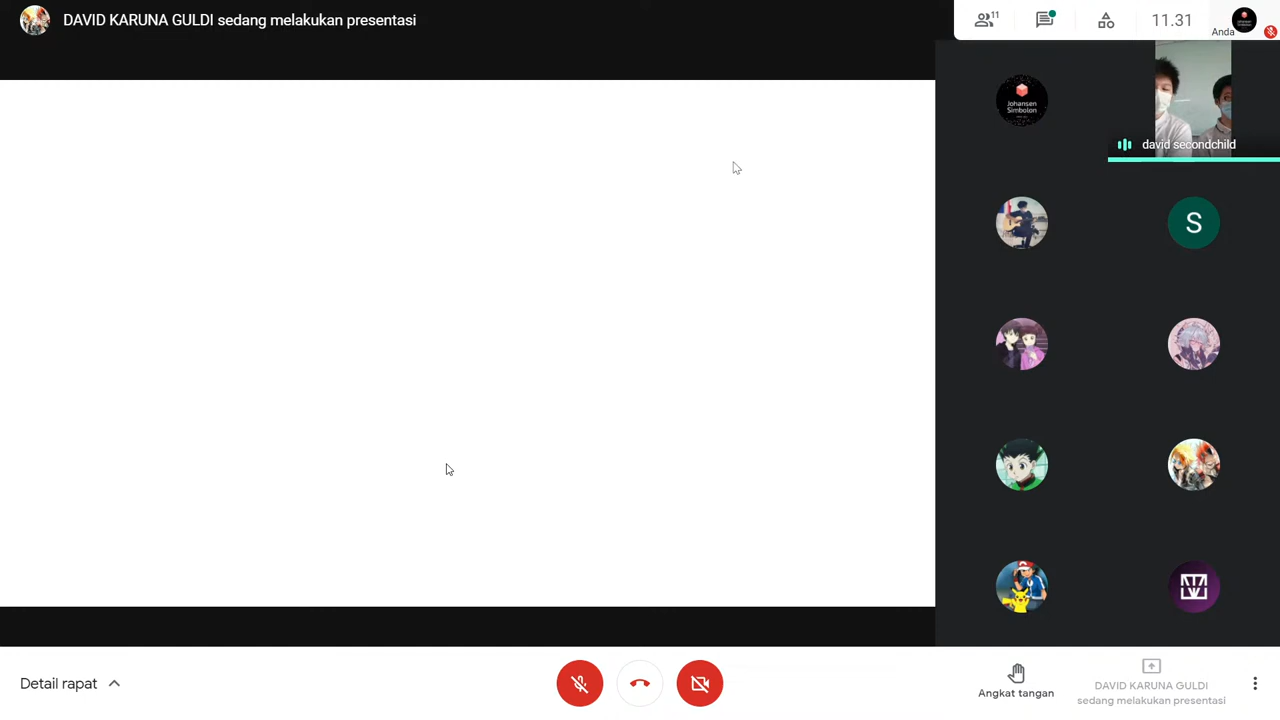 DAVID KARUNA GULDI sedang melakukan presentasi
11
11.31
Anda
Johansen
Simbolon
david secondchild
S
Detail rapat
Angkat tangan
DAVID KARUNA GULDI
sedang melakukan presentasi